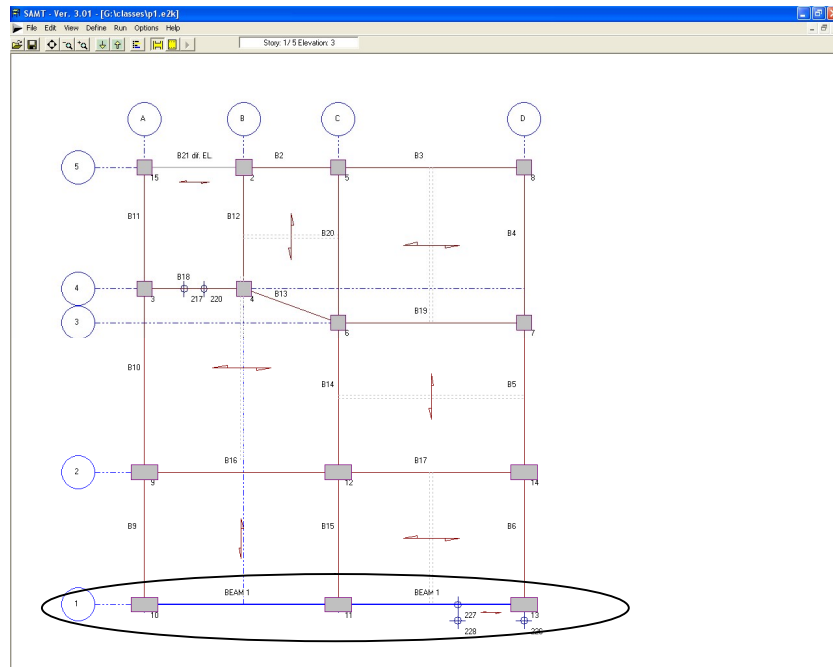 SAMT - Ver. 3.01 - [G:\classes\p1.e2k]
File Edit View Define Run Options Help
Story: 1/ 5 Elevation: 3
A B C D
B21 dif. EL. B2 B3
5
15 2 5 8
B11 B12 B20 B4
4
B18 B13
3 217 220 4
3
B19
6 7
B10 B14 B5
2
B16 B17
9 12 14
B9 B15 B6
BEAM 1 BEAM 1
1
10 11 227 13
228